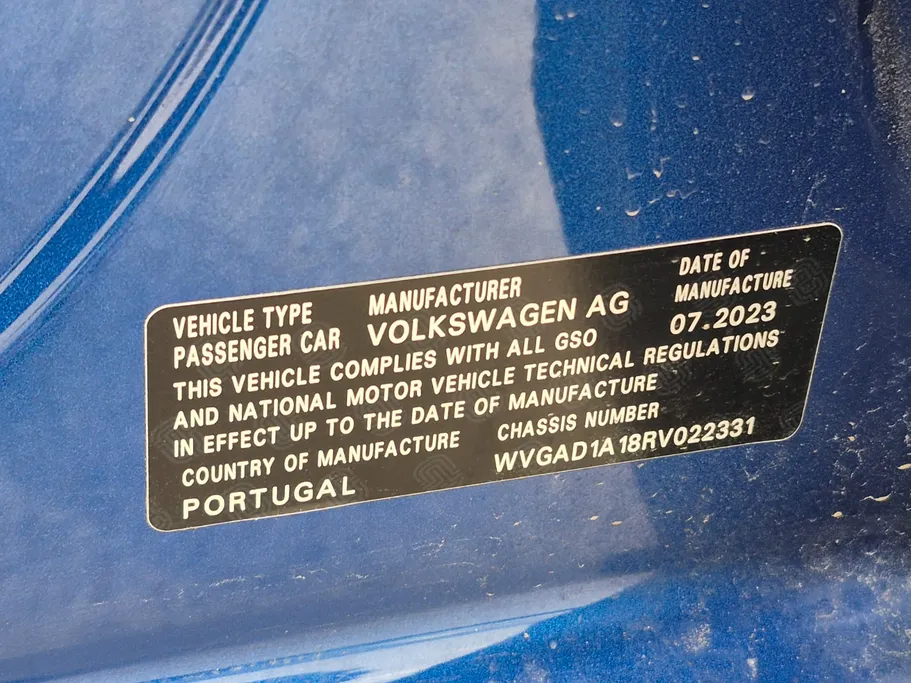 VEHICLE TYPE MANUFACTURER DATE OF MANUFACTURE
PASSENGER CAR VOLKSWAGEN AG 07.2023
THIS VEHICLE COMPLIES WITH ALL GSO
AND NATIONAL MOTOR VEHICLE TECHNICAL REGULATIONS
IN EFFECT UP TO THE DATE OF MANUFACTURE
COUNTRY OF MANUFACTURE CHASSIS NUMBER
PORTUGAL WVGAD1A18RV022331